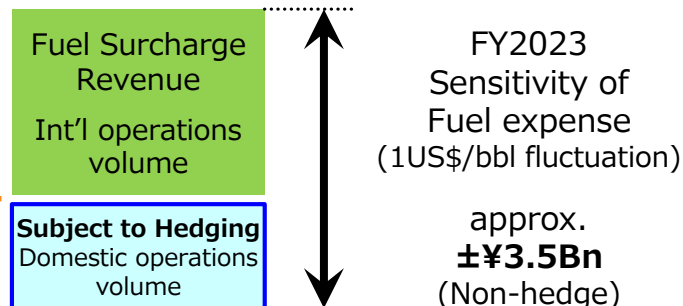 Fuel Surcharge
Revenue
Int'l operations
volume
Subject to Hedging
Domestic operations
volume
FY2023
Sensitivity of
Fuel expense
(1US$/bbl fluctuation)
approx.
±¥3.5Bn
(Non-hedge)